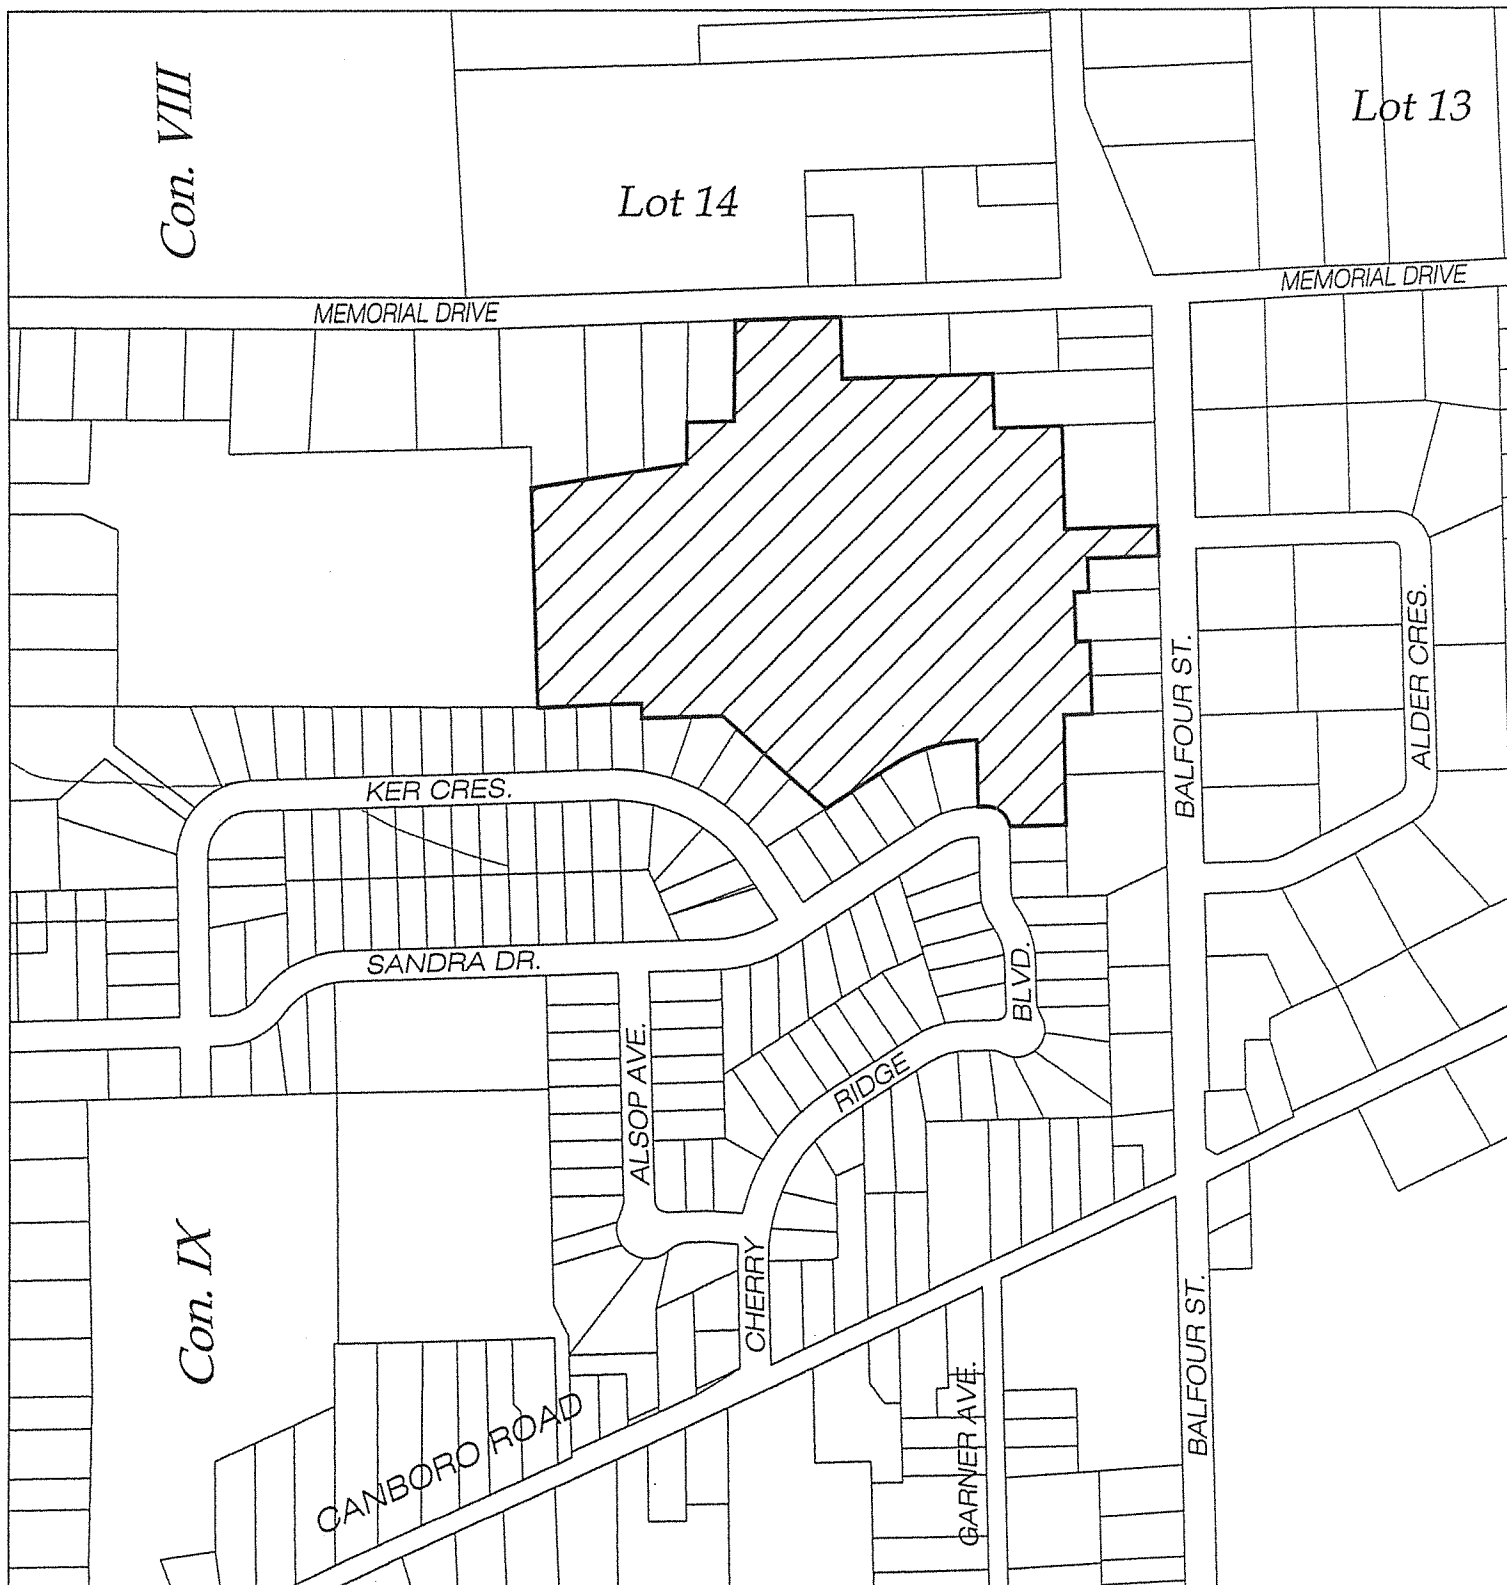 Con. VIII
Lot 13
Lot 14
MEMORIAL DRIVE
MEMORIAL DRIVE
ALDER CRES.
BALFOUR ST.
KER CRES.
SANDRA DR.
BLVD.
ALSOP AVE.
RIDGE
CHERRY
Con. IX
BALFOUR ST.
GARNER AVE.
CANBORO ROAD